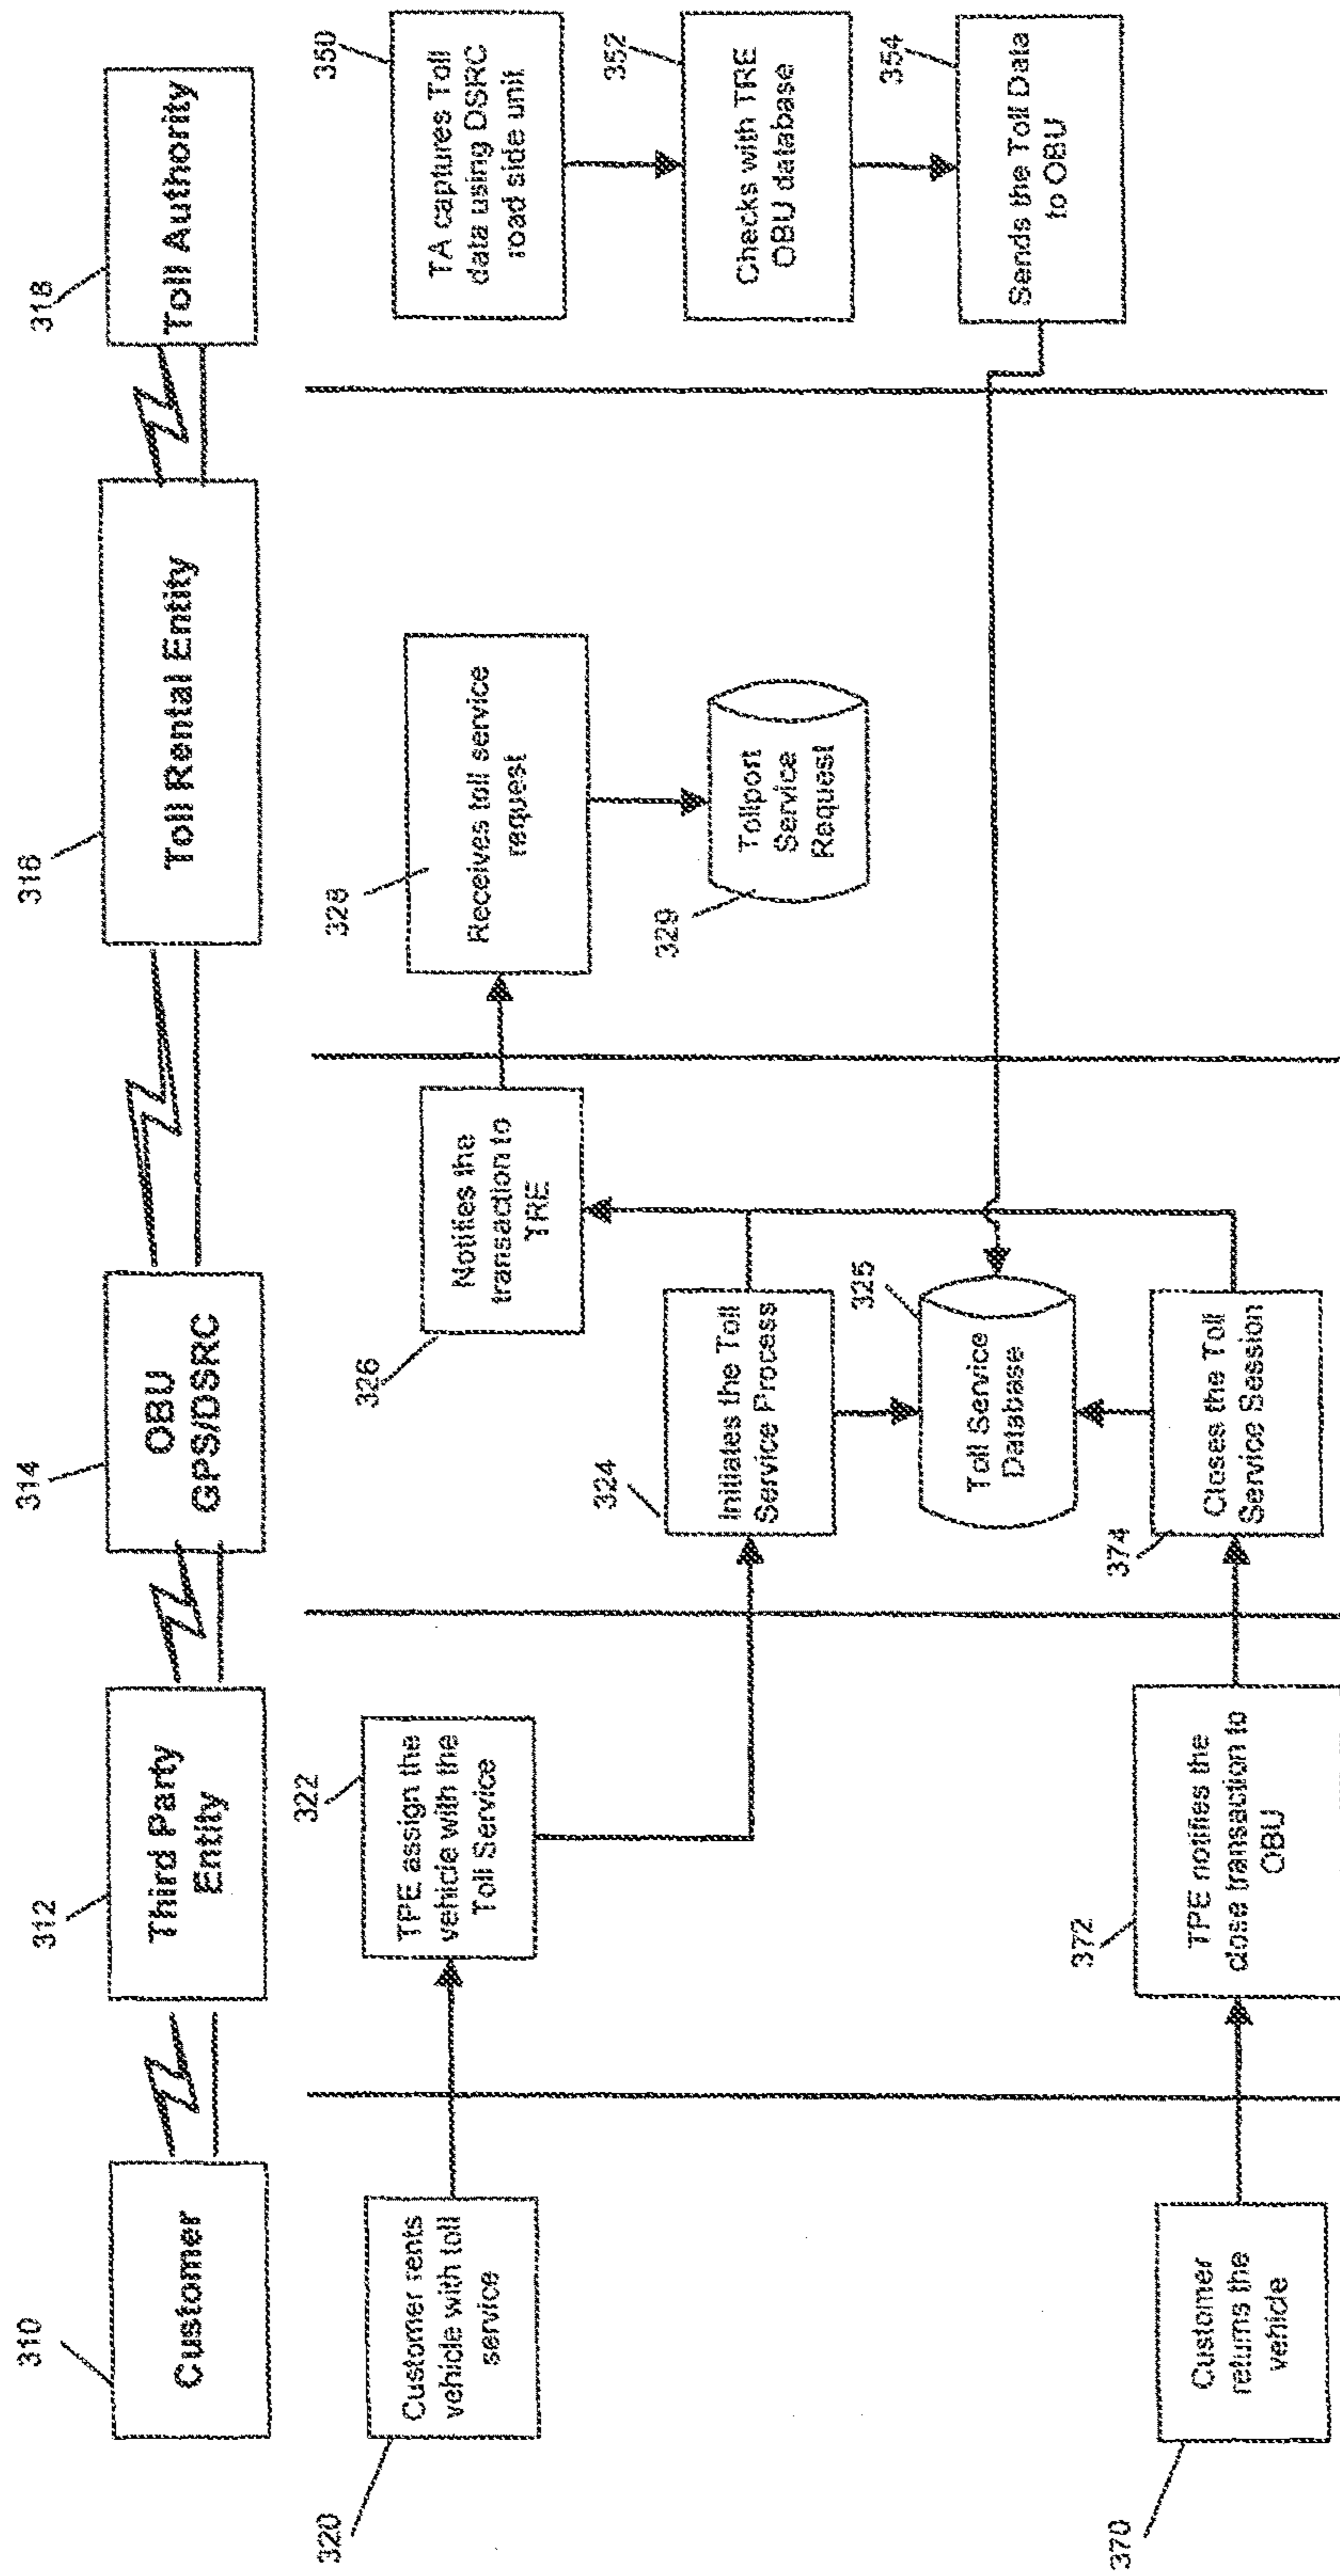 310
Customer
312
Third Party
Entity
314
OBU
GPS/DSRC
316
Toll Rental Entity
318
Toll Authority
320
Customer rents
vehicle with toll
service
322
TPE assign the
vehicle with the
Toll Service
324
Initiates the Toll
Service Process
325
Toll Service
Database
326
Notifies the
transaction to
TRE
328
Receives toll service
request
329
Tollport
Service
Request
350
TA captures Toll
data using DSRC
road side unit
352
Checks with TRE
OBU database
354
Sends the Toll Data
to OBU
370
Customer
returns the
vehicle
372
TPE notifies the
close transaction to
OBU
374
Closes the Toll
Service Session